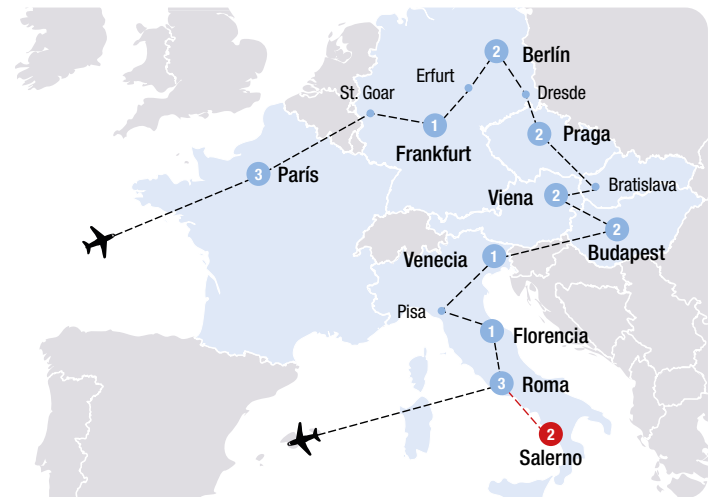 2
Berlín
Erfurt
St. Goar
Dresde
1
Frankfurt
2
Praga
3
París
Bratislava
Viena
2
2
Budapest
Venecia
1
Pisa
1
Florencia
3
Roma
2
Salerno